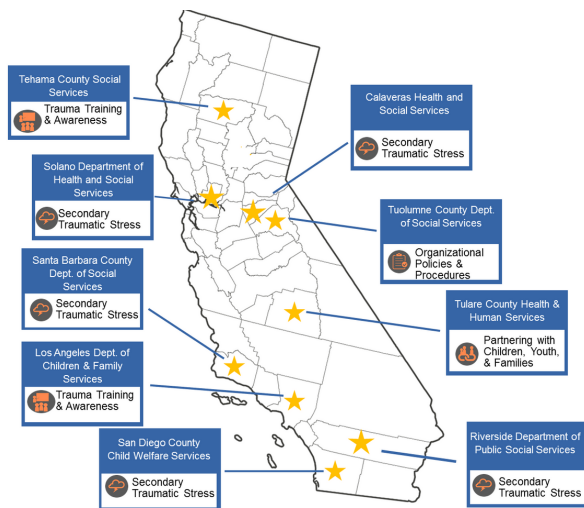 Tehama County Social
Services
Trauma Training
& Awareness
Calaveras Health and
Social Services
Secondary
Traumatic Stress
Solano Department of
Health and Social
Services
Secondary
Traumatic Stress
Tuolumne County Dept.
of Social Services
Organizational
Policies &
Procedures
Santa Barbara County
Dept. of Social
Services
Secondary
Traumatic Stress
Tulare County Health &
Human Services
Partnering with
Children, Youth,
& Families
Los Angeles Dept. of
Children & Family
Services
Trauma Training
& Awareness
San Diego County
Child Welfare Services
Secondary
Traumatic Stress
Riverside Department of
Public Social Services
Secondary
Traumatic Stress